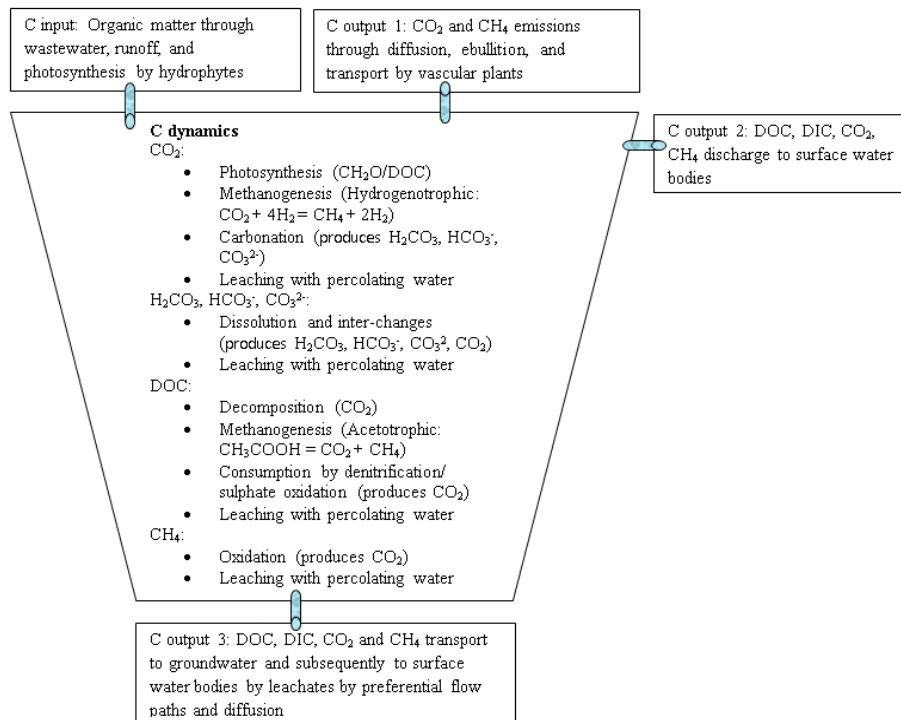 C input: Organic matter through
wastewater, runoff, and
photosynthesis by hydrophytes
C output 1: CO₂ and CH₄ emissions
through diffusion, ebullition, and
transport by vascular plants
C output 2: DOC, DIC, CO₂,
CH₄ discharge to surface water
bodies
C dynamics
CO₂:
• Photosynthesis (CH₂O/DOC)
• Methanogenesis (Hydrogenotrophic:
CO₂ + 4H₂ = CH₄ + 2H₂)
• Carbonation (produces H₂CO₃, HCO₃⁻,
CO₃²⁻)
• Leaching with percolating water
H₂CO₃, HCO₃⁻, CO₃²⁻:
• Dissolution and inter-changes
(produces H₂CO₃, HCO₃⁻, CO₃², CO₂)
• Leaching with percolating water
DOC:
• Decomposition (CO₂)
• Methanogenesis (Acetotrophic:
CH₃COOH = CO₂ + CH₄)
• Consumption by denitrification/
sulphate oxidation (produces CO₂)
• Leaching with percolating water
CH₄:
• Oxidation (produces CO₂)
• Leaching with percolating water
C output 3: DOC, DIC, CO₂ and CH₄ transport
to groundwater and subsequently to surface
water bodies by leachates by preferential flow
paths and diffusion